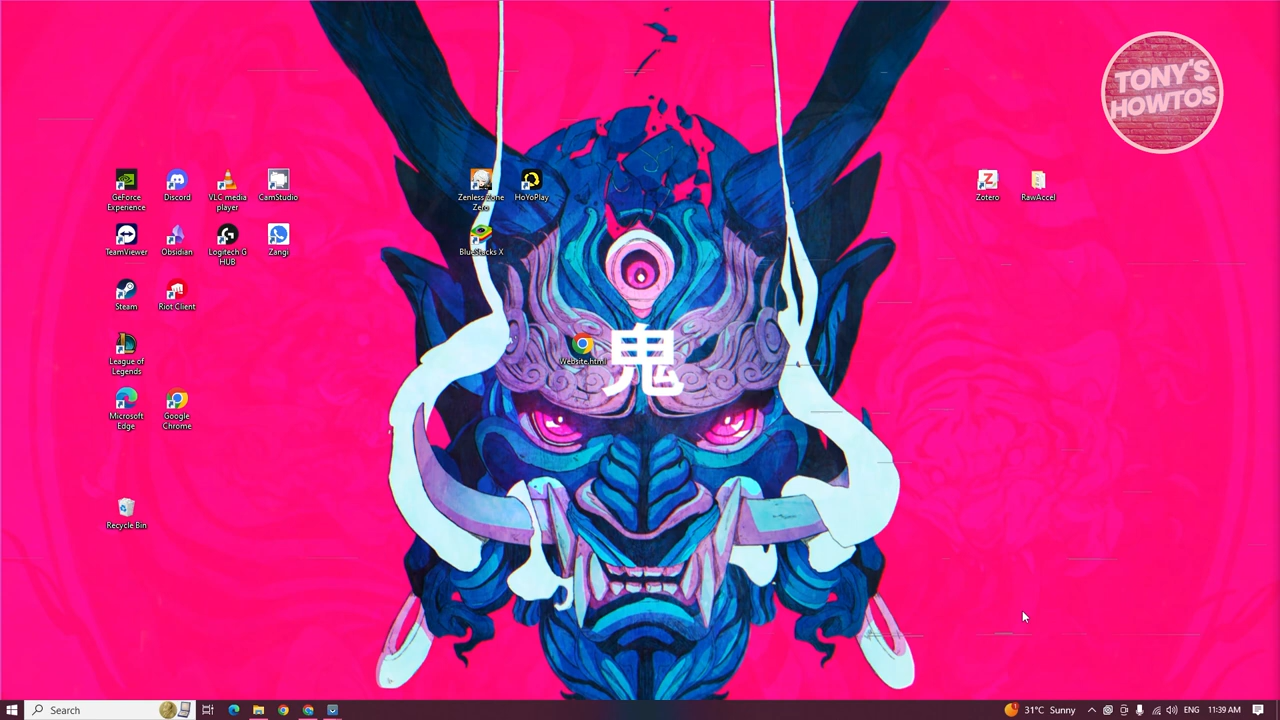 TONY'S
HOWTOS
GeForce
Experience
Discord
VLC media
player
CamStudio
Zenless Zone
Zero
HoYoPlay
Zotero
RawAccel
TeamViewer
Obsidian
Logitech G
HUB
Zangi
BlueStacks X
Steam
Riot Client
League of
Legends
Website.html
鬼
Microsoft
Edge
Google
Chrome
Recycle Bin
Search
31°C Sunny
ENG
11:39 AM